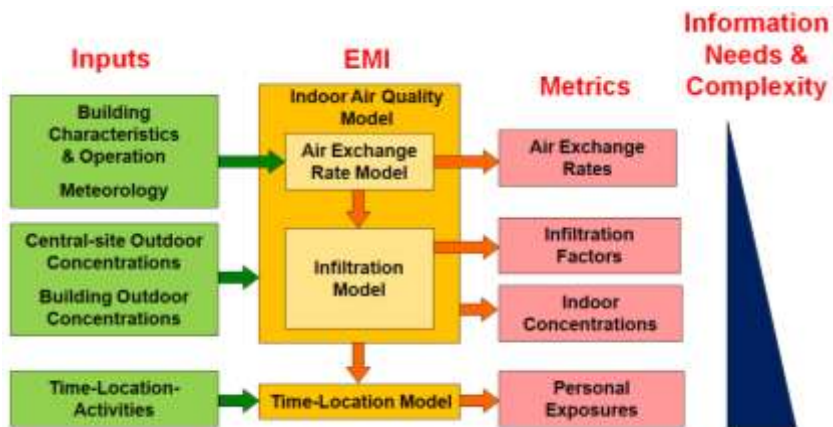 Inputs
EMI
Metrics
Information
Needs &
Complexity
Building
Characteristics
& Operation
Meteorology
Indoor Air Quality
Model
Air Exchange
Rate Model
Air Exchange
Rates
Central-site Outdoor
Concentrations
Building Outdoor
Concentrations
Infiltration
Model
Infiltration
Factors
Indoor
Concentrations
Time-Location-
Activities
Time-Location Model
Personal
Exposures